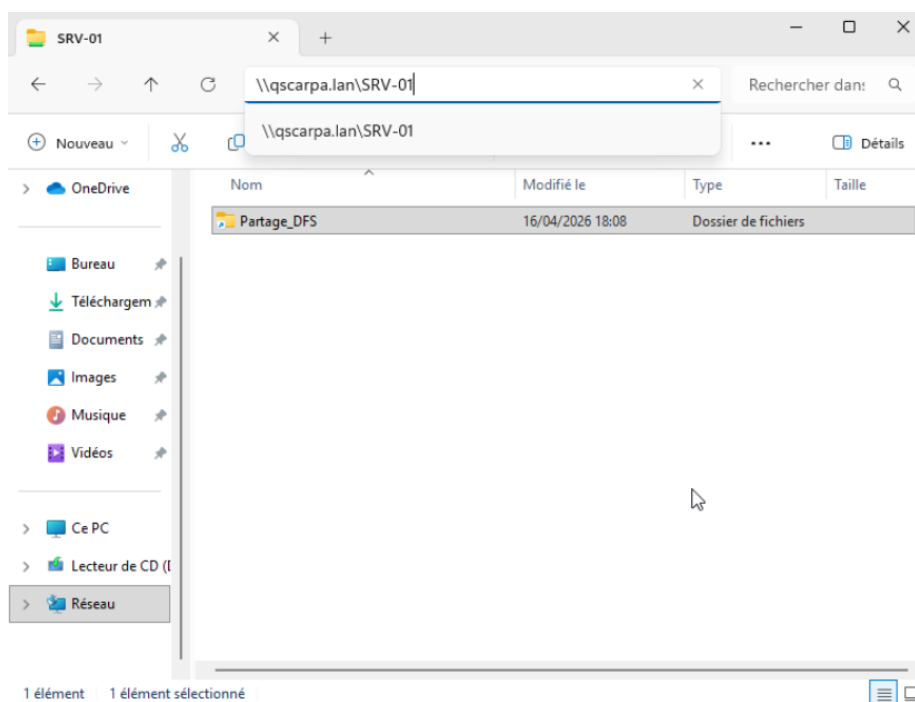 SRV-01
\\qscarpa.lan\SRV-01
Rechercher dans
\\qscarpa.lan\SRV-01
Nouveau
Détails
OneDrive
Nom
Modifié le
Type
Taille
Partage_DFS
16/04/2026 18:08
Dossier de fichiers
Bureau
Téléchargem
Documents
Images
Musique
Vidéos
Ce PC
Lecteur de CD (
Réseau
1 élément
1 élément sélectionné